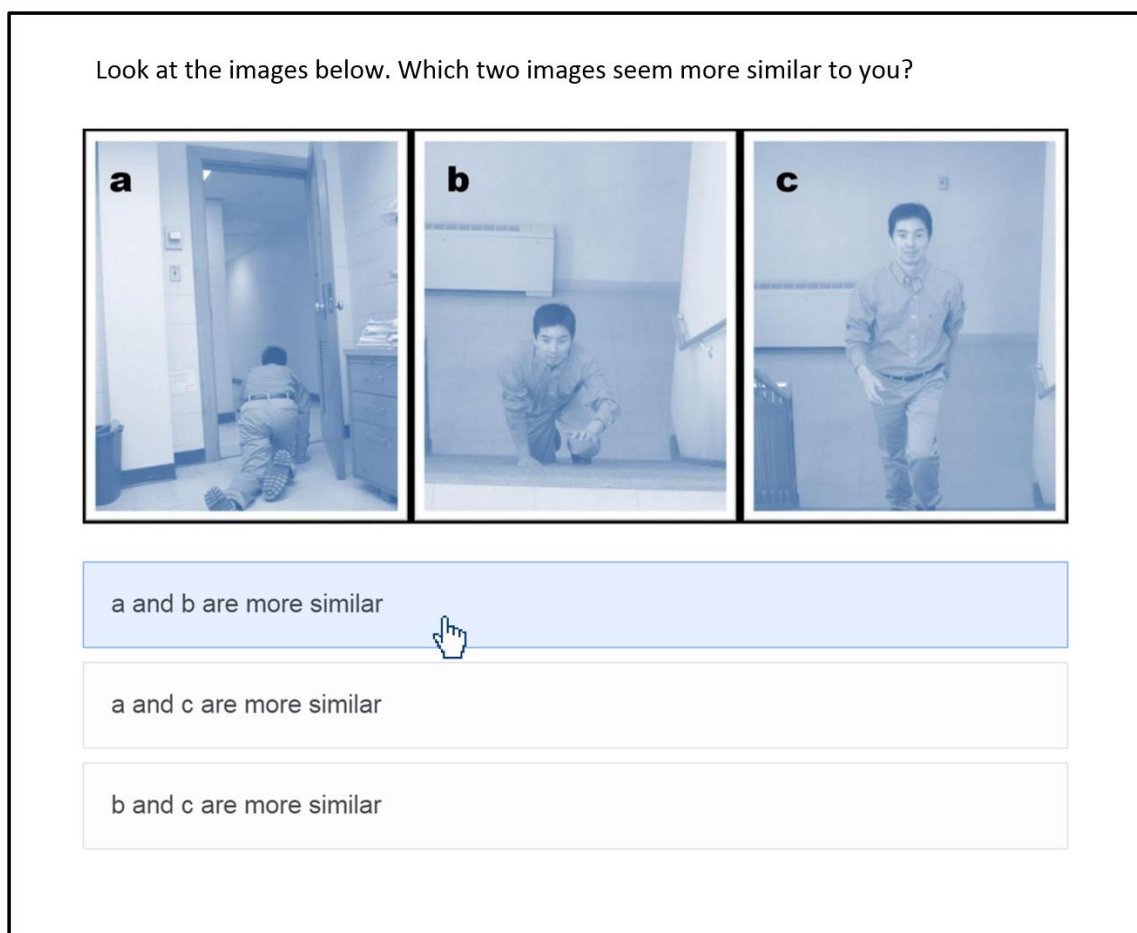 Look at the images below. Which two images seem more similar to you?
a
b
c
a and b are more similar
a and c are more similar
b and c are more similar